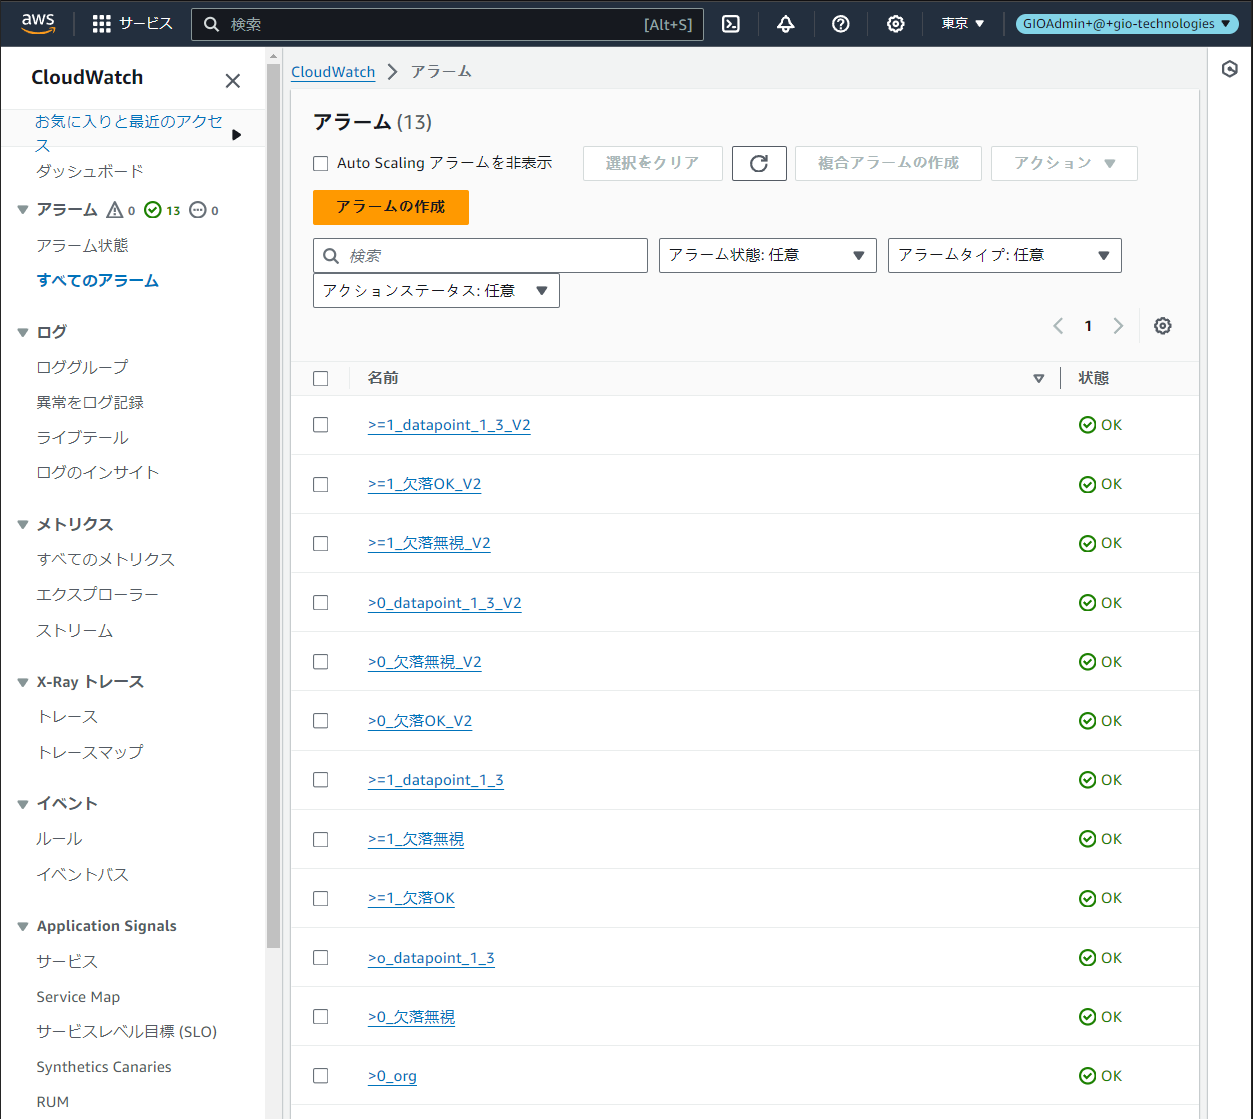 aws
サービス
検索
[Alt+S]
東京
GIOAdmin+@+gio-technologies
CloudWatch
お気に入りと最近のアクセ
ス
ダッシュボード
アラーム 0 13 0
アラーム状態
すべてのアラーム
ログ
ロググループ
異常をログ記録
ライブテール
ログのインサイト
メトリクス
すべてのメトリクス
エクスプローラー
ストリーム
X-Ray トレース
トレース
トレースマップ
イベント
ルール
イベントバス
Application Signals
サービス
Service Map
サービスレベル目標 (SLO)
Synthetics Canaries
RUM
CloudWatch アラーム
アラーム (13)
Auto Scaling アラームを非表示
選択をクリア
複合アラームの作成
アクション
アラームの作成
検索
アラーム状態: 任意
アラームタイプ: 任意
アクションステータス: 任意
1
名前 状態
>=1_datapoint_1_3_V2 OK
>=1_欠落OK_V2 OK
>=1_欠落無視_V2 OK
>0_datapoint_1_3_V2 OK
>0_欠落無視_V2 OK
>0_欠落OK_V2 OK
>=1_datapoint_1_3 OK
>=1_欠落無視 OK
>=1_欠落OK OK
>o_datapoint_1_3 OK
>0_欠落無視 OK
>0_org OK